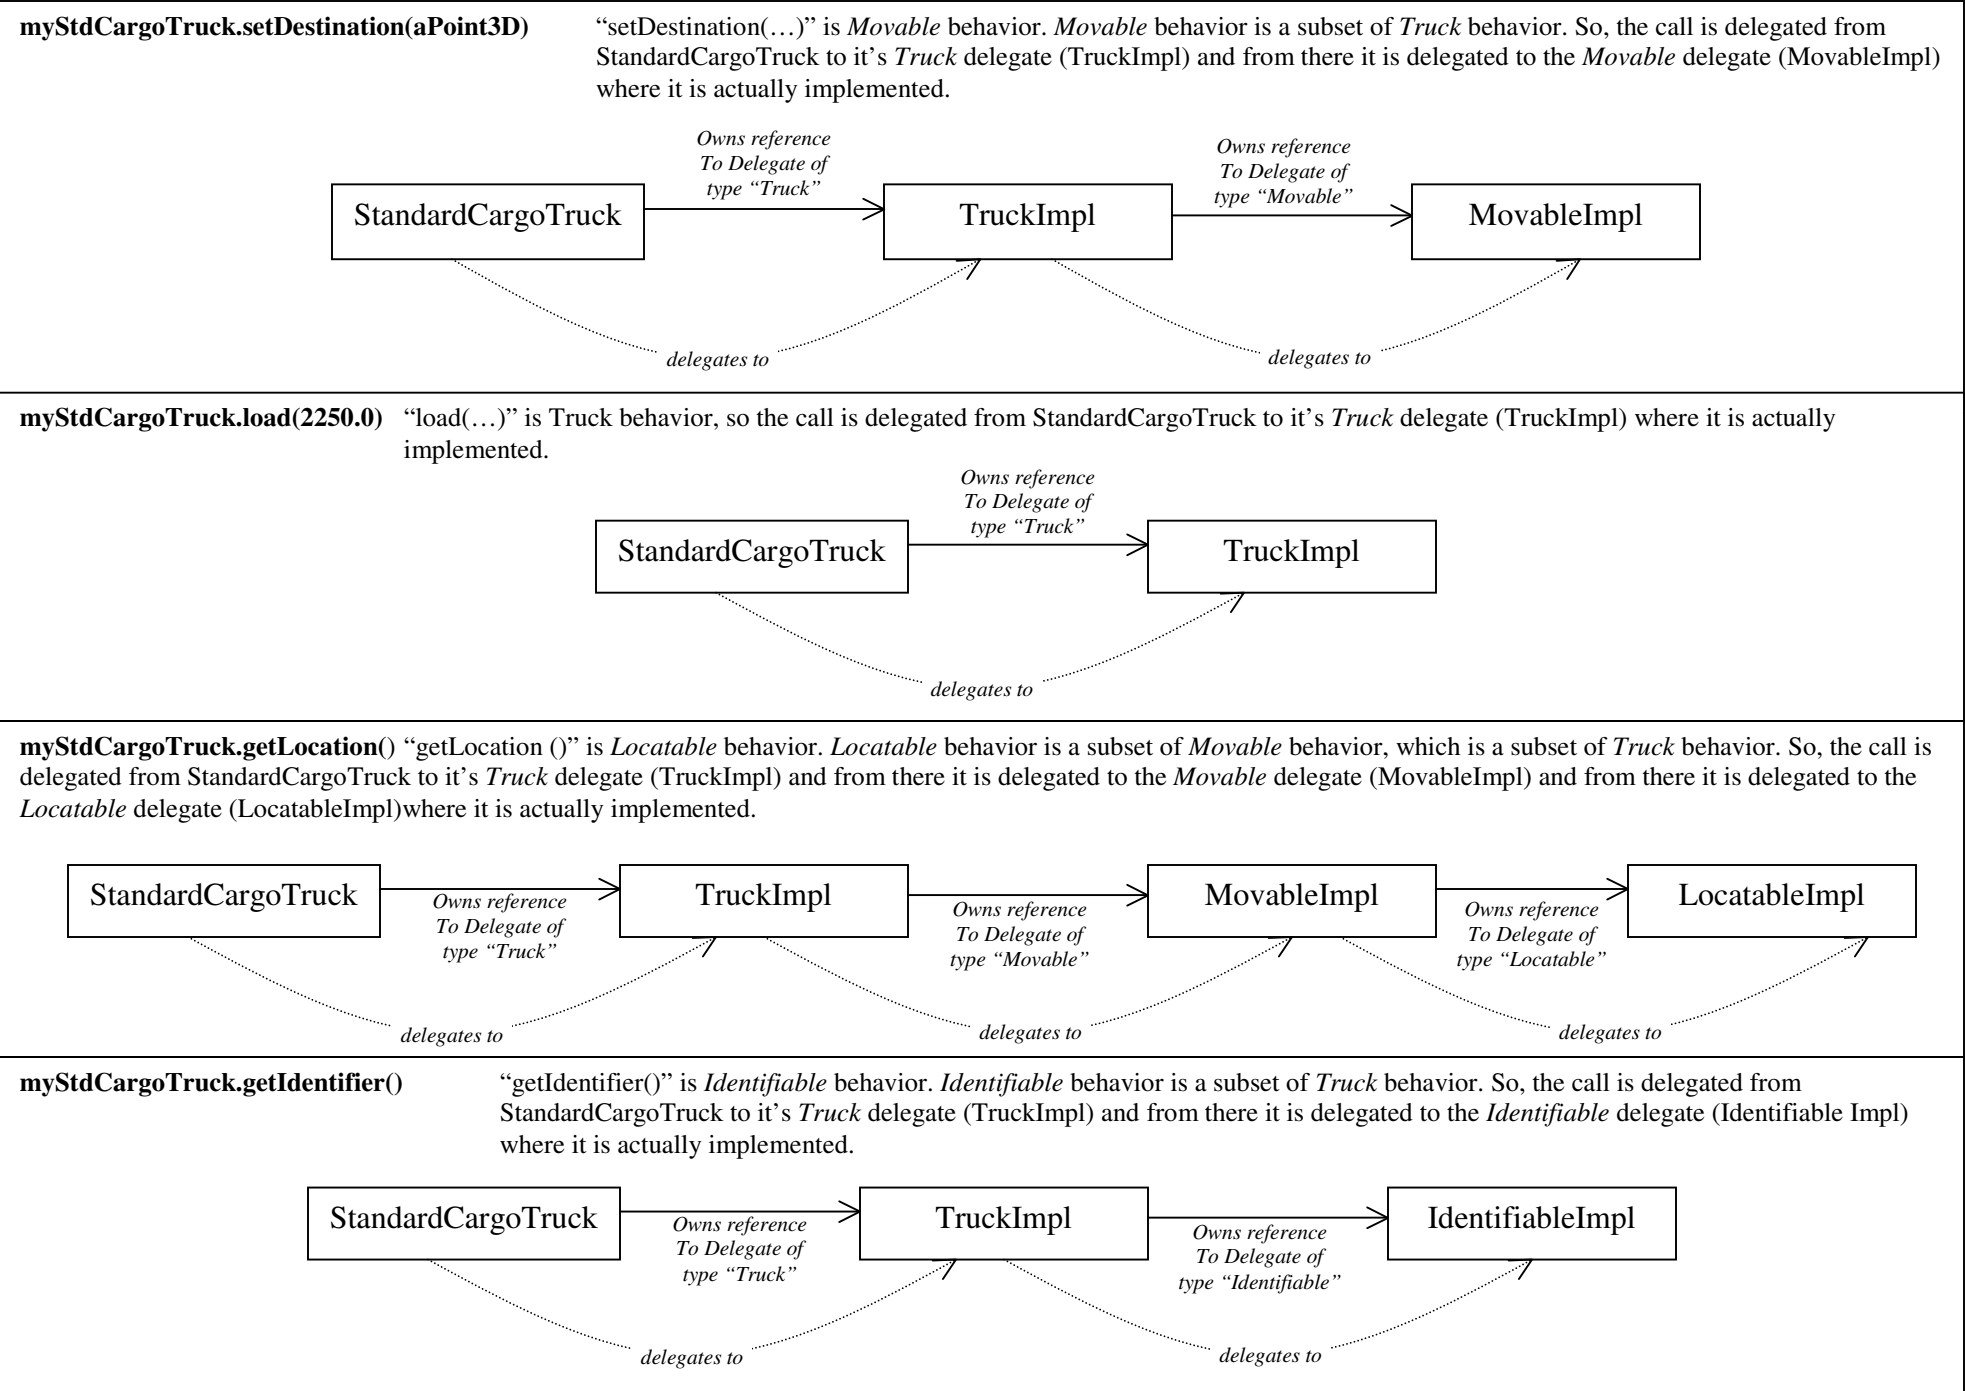 myStdCargoTruck.setDestination(aPoint3D) “setDestination(…)” is Movable behavior. Movable behavior is a subset of Truck behavior. So, the call is delegated from
StandardCargoTruck to it’s Truck delegate (TruckImpl) and from there it is delegated to the Movable delegate (MovableImpl)
where it is actually implemented.
Owns reference
To Delegate of
type “Truck”
Owns reference
To Delegate of
type “Movable”
StandardCargoTruck
TruckImpl
MovableImpl
delegates to
delegates to
myStdCargoTruck.load(2250.0) “load(…)” is Truck behavior, so the call is delegated from StandardCargoTruck to it’s Truck delegate (TruckImpl) where it is actually
implemented.
Owns reference
To Delegate of
type “Truck”
StandardCargoTruck
TruckImpl
delegates to
myStdCargoTruck.getLocation() “getLocation ()” is Locatable behavior. Locatable behavior is a subset of Movable behavior, which is a subset of Truck behavior. So, the call is
delegated from StandardCargoTruck to it’s Truck delegate (TruckImpl) and from there it is delegated to the Movable delegate (MovableImpl) and from there it is delegated to the
Locatable delegate (LocatableImpl)where it is actually implemented.
StandardCargoTruck
TruckImpl
MovableImpl
LocatableImpl
Owns reference
To Delegate of
type “Truck”
Owns reference
To Delegate of
type “Movable”
Owns reference
To Delegate of
type “Locatable”
delegates to
delegates to
delegates to
myStdCargoTruck.getIdentifier() “getIdentifier()” is Identifiable behavior. Identifiable behavior is a subset of Truck behavior. So, the call is delegated from
StandardCargoTruck to it’s Truck delegate (TruckImpl) and from there it is delegated to the Identifiable delegate (Identifiable Impl)
where it is actually implemented.
StandardCargoTruck
TruckImpl
IdentifiableImpl
Owns reference
To Delegate of
type “Truck”
Owns reference
To Delegate of
type “Identifiable”
delegates to
delegates to